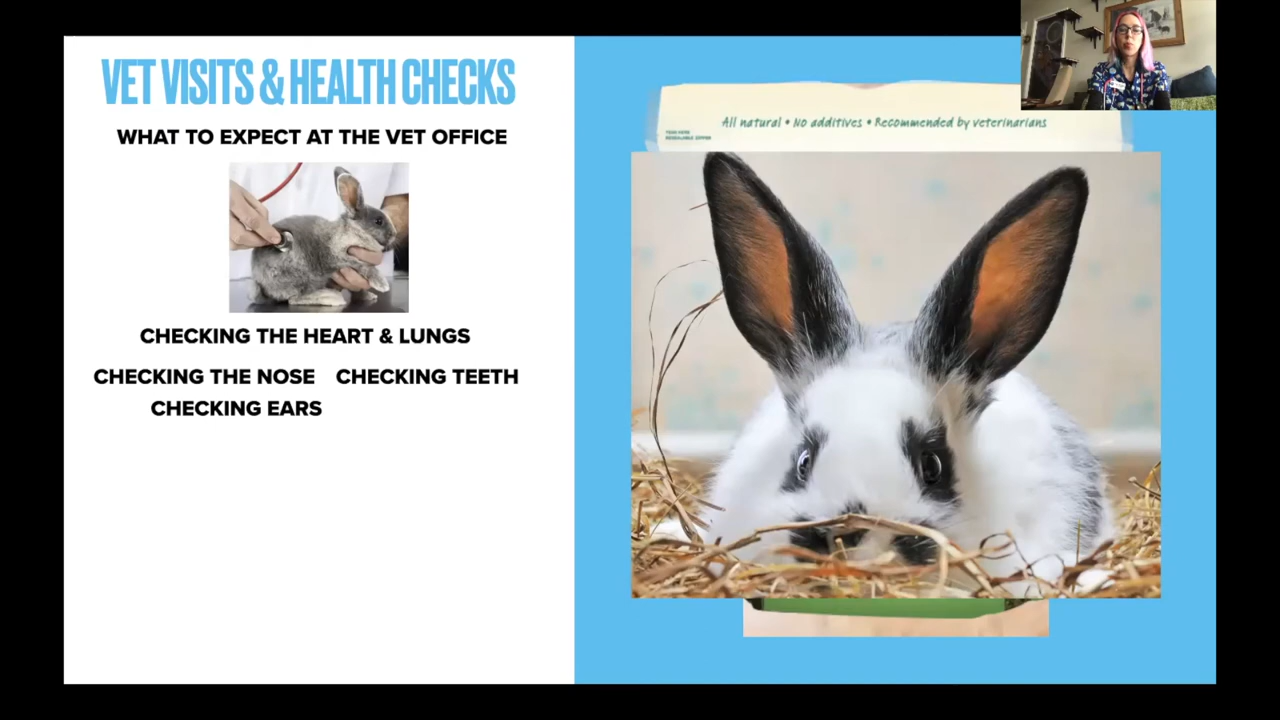 VET VISITS & HEALTH CHECKS
WHAT TO EXPECT AT THE VET OFFICE
CHECKING THE HEART & LUNGS
CHECKING THE NOSE CHECKING TEETH
CHECKING EARS
All natural • No additives • Recommended by veterinarians